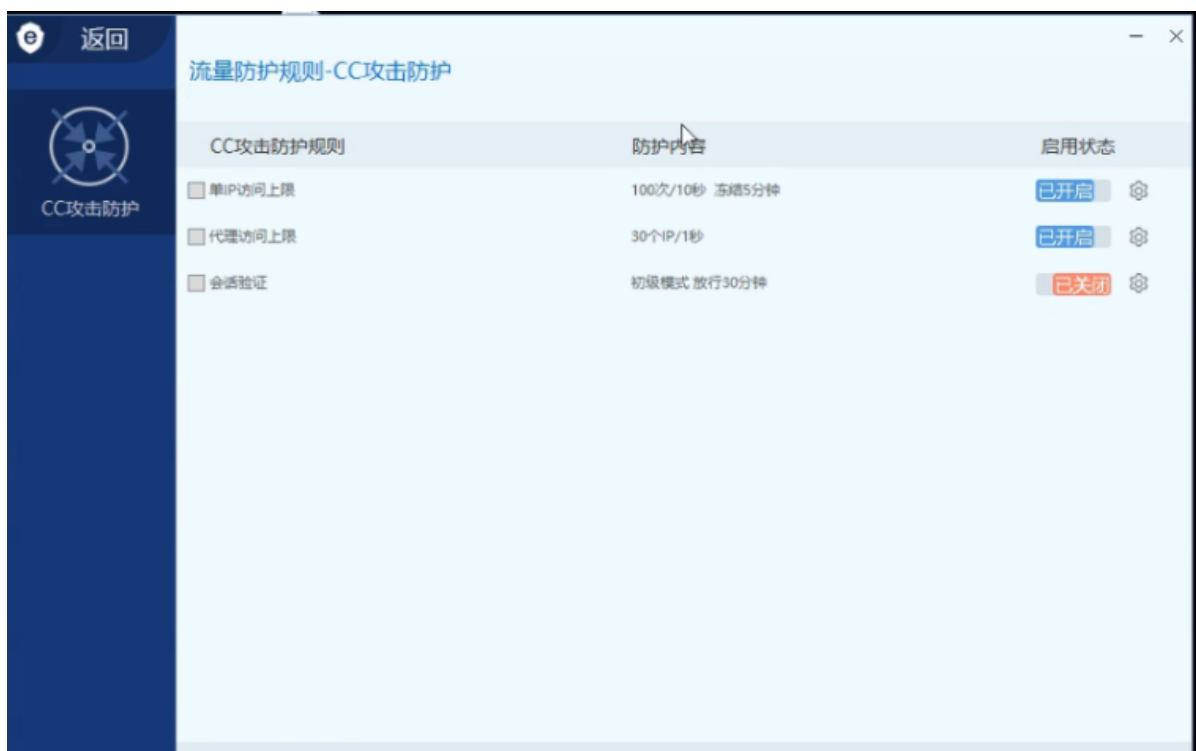 返回
流量防护规则-CC攻击防护
CC攻击防护
CC攻击防护规则 防护内容 启用状态
单IP访问上限 100次/10秒 冻结5分钟 已开启
代理访问上限 30个IP/1秒 已开启
会话验证 初级模式 放行30分钟 已关闭